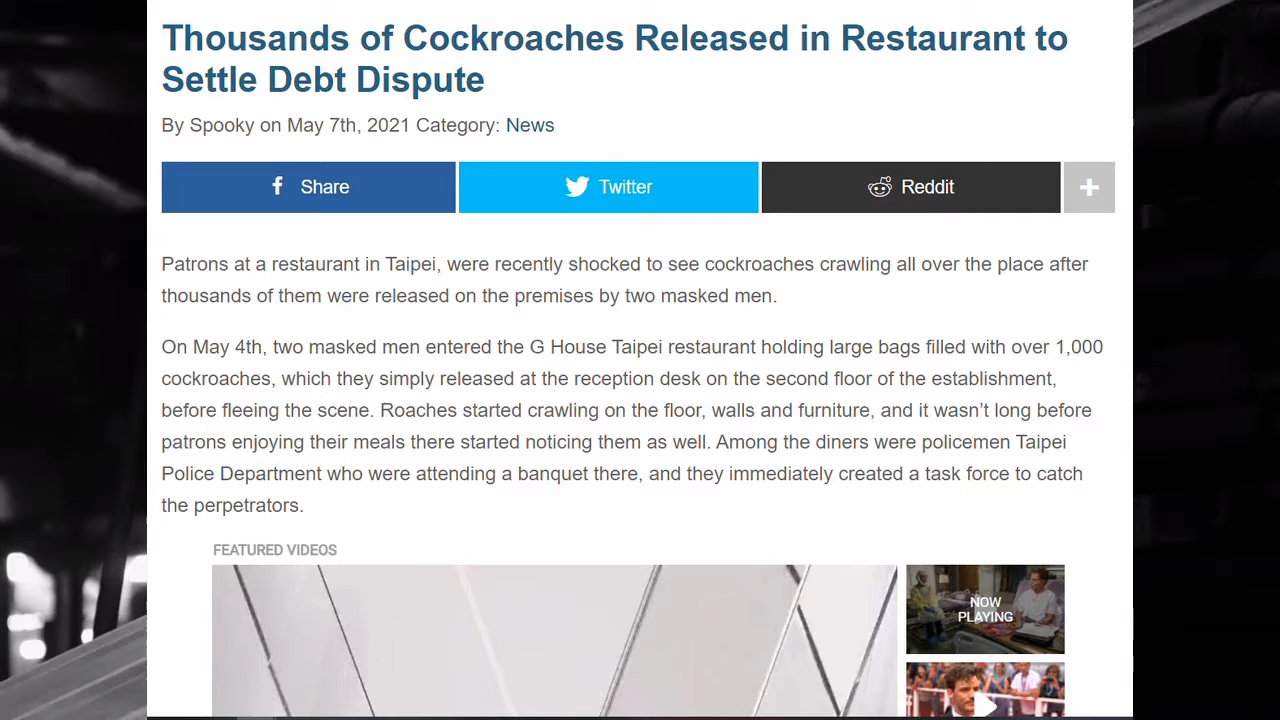 Thousands of Cockroaches Released in Restaurant to
Settle Debt Dispute
By Spooky on May 7th, 2021 Category: News
Share
Twitter
Reddit
Patrons at a restaurant in Taipei, were recently shocked to see cockroaches crawling all over the place after
thousands of them were released on the premises by two masked men.
On May 4th, two masked men entered the G House Taipei restaurant holding large bags filled with over 1,000
cockroaches, which they simply released at the reception desk on the second floor of the establishment,
before fleeing the scene. Roaches started crawling on the floor, walls and furniture, and it wasn’t long before
patrons enjoying their meals there started noticing them as well. Among the diners were policemen Taipei
Police Department who were attending a banquet there, and they immediately created a task force to catch
the perpetrators.
FEATURED VIDEOS
NOW
PLAYING